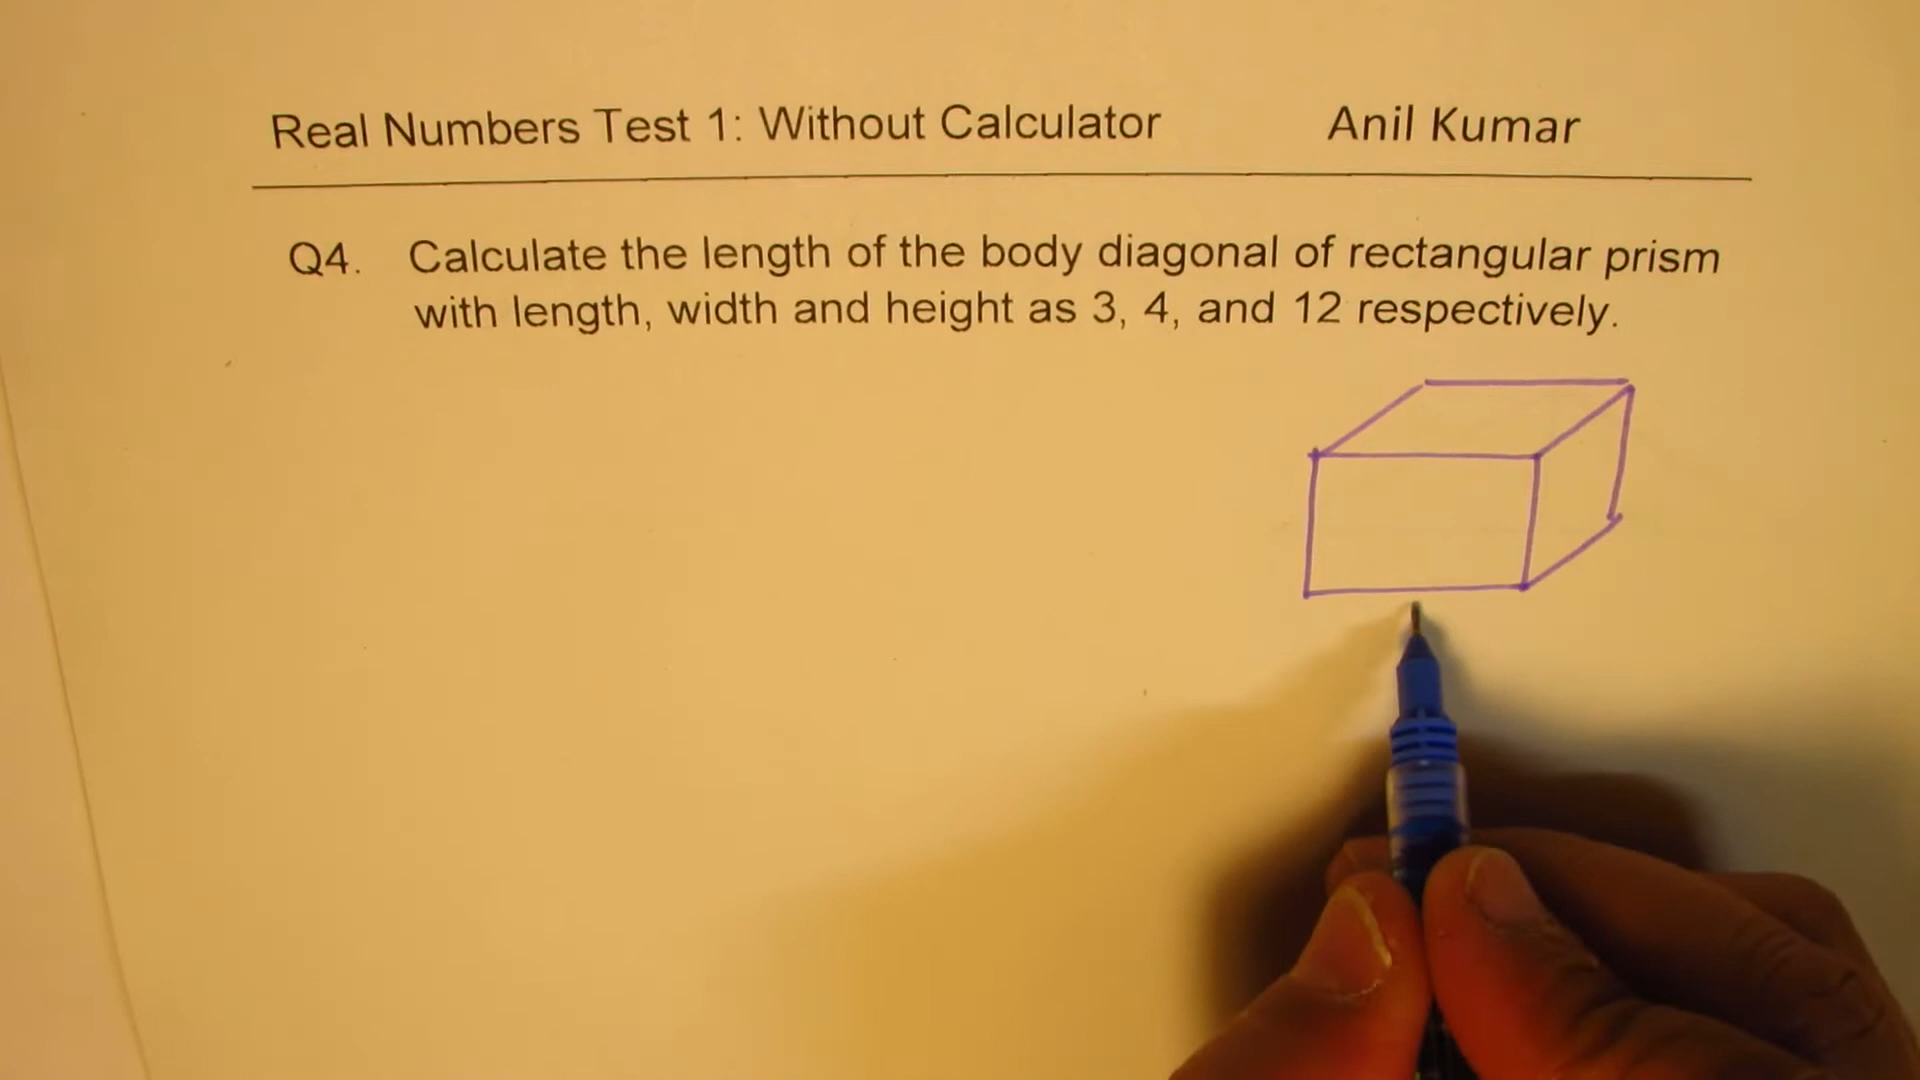 Real Numbers Test 1: Without Calculator Anil Kumar
Q4. Calculate the length of the body diagonal of rectangular prism
with length, width and height as 3, 4, and 12 respectively.